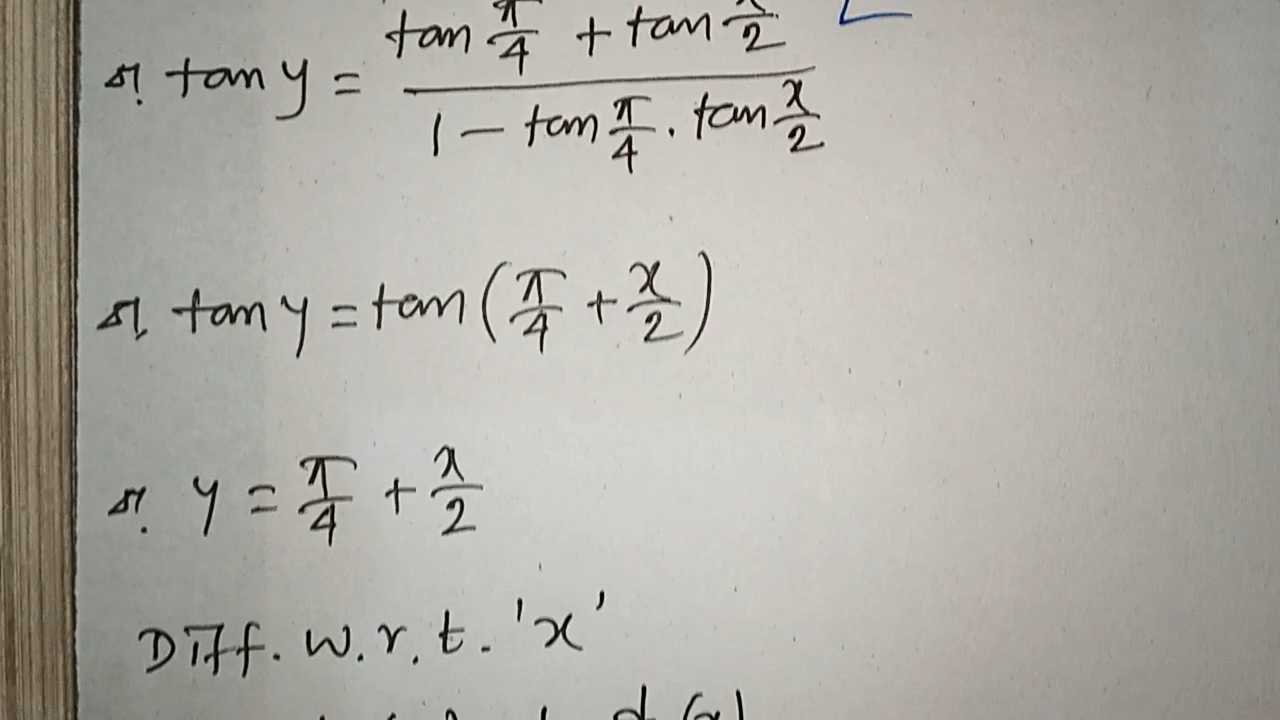 वा. tan y = (tan π/4 + tan x/2) / (1 - tan π/4 . tan x/2)
वा. tan y = tan (π/4 + x/2)
वा. y = π/4 + x/2
Diff. w.r.t. 'x'